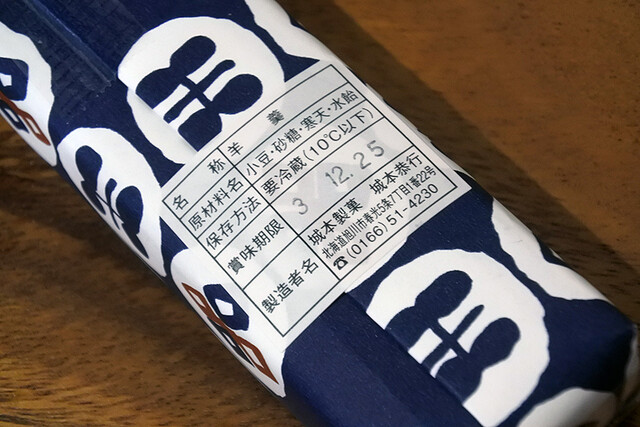 名 称 羊 羹
原材料名 小豆・砂糖・寒天・水飴
保存方法 要冷蔵(10℃以下)
賞味期限 3 12.25
製造者名 城本製菓 城本恭行
北海道旭川市春光5条7丁目1番22号
☎(0166)51-4230